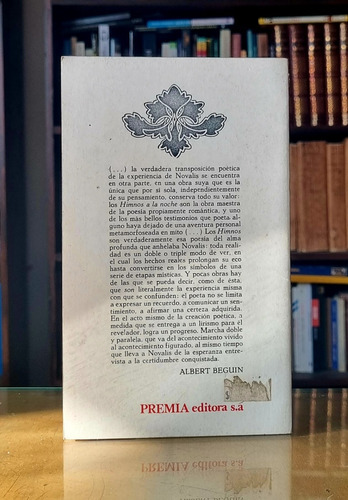 (. . .) la verdadera transposición poética
de la experiencia de Novalis se encuentra
en otra parte, en una obra suya que es la
única que por sí sola, independientemente
de su pensamiento, conserva todo su valor:
los Himnos a la noche son la obra maestra
de la poesía propiamente romántica, y uno
de los más bellos testimonios que poeta al-
guno haya dejado de una aventura personal
metamorfoseada en mito (. . .) Los Himnos
son verdaderamente esa poesía del alma
profunda que anhelaba Novalis: toda reali-
dad es un doble o triple modo de ver, en
el cual los hechos reales prolongan su eco
hasta convertirse en los símbolos de una
serie de etapas místicas. Y pocas obras hay
de las que se pueda decir, como de ésta,
que son literalmente la experiencia misma
con que se confunden: el poeta no se limita
a expresar un recuerdo, a comunicar un sen-
timiento, a afirmar una certeza adquirida.
En el acto mismo de la creación poética, a
medida que se entrega a un lirismo para él
revelador, logra un progreso. Marcha doble
y paralela, que va del acontecimiento vivido
al acontecimiento figurado, al mismo tiempo
que lleva a Novalis de la esperanza entre-
vista a la certidumbre conquistada.
ALBERT BEGUIN
$
PREMIA editora s.a